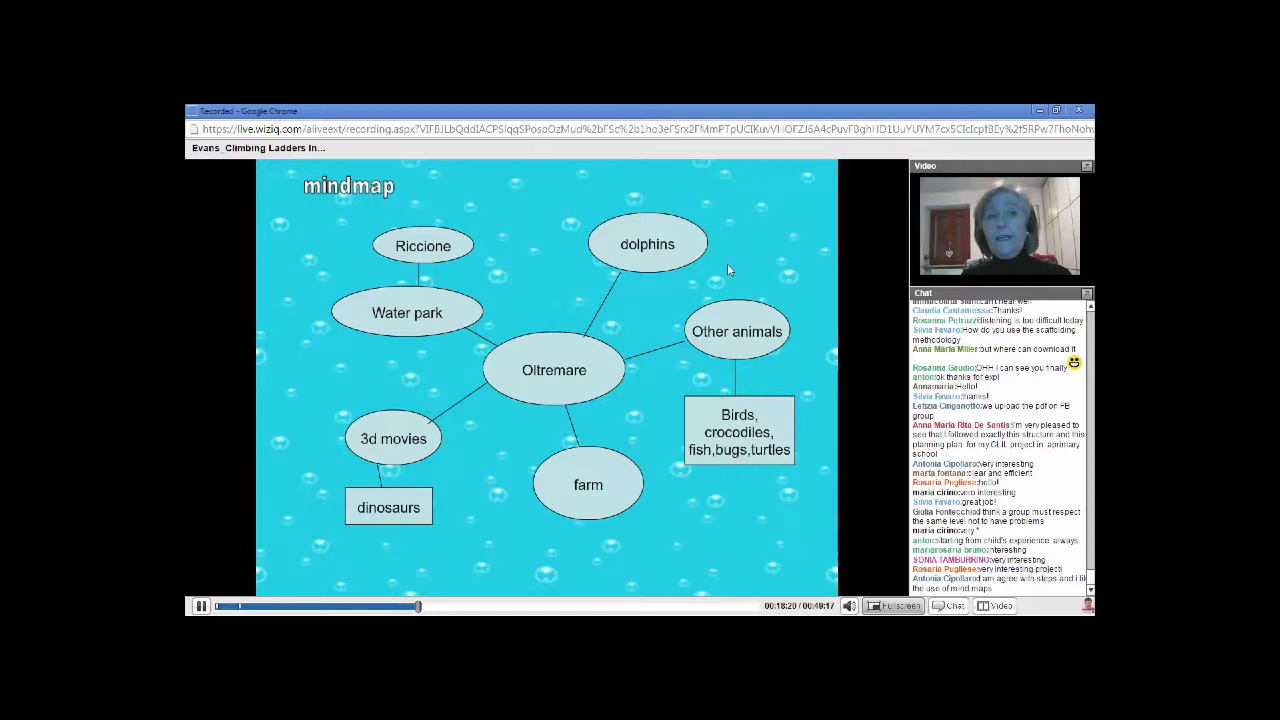 Recorded - Google Chrome
Evans_Climbing Ladders in...
mindmap
Riccione
dolphins
Water park
Other animals
Oltremare
Birds,
crocodiles,
fish,bugs,turtles
3d movies
farm
dinosaurs
Video
Chat
Claudia Cantamessa:Thanks!
Rosanna Petruzzi:listening is too difficult today
Silvia Favaro:How do you use the scaffolding
methodology
Anna Maria Milier:but where can download it
Rosanna Gaudio:OHH I can see you finally
anton:ok thanks for expl
Annamaria:Hello!
Silvia Favaro:thanks!
Letizia Cinganotto:we upload the pdf on FB
group
Anna Maria Rita De Santis:I'm very pleased to
see that I followed exactly this structure and this
planning plan for my CLIL project in aprimary
school
Antonia Cipollaro:Very interesting
marta fontana:clear and efficient
Rosaria Pugliese:hello!
maria cirino:vero interesting
Silvia Favaro:great job!
Giulia Fontecchio:I think a group must respect
the same level not to have problems
maria cirino:very *
anton:starting from child's experience. always
mariarosaria bruno:interesting
SONIA TAMBURRINO:very interesting
Rosaria Pugliese:very interesting project!
Antonia Cipollaro:I am agree with steps and i like
the use of mind maps
00:18:20 / 00:49:17
Fullscreen
Chat
Video